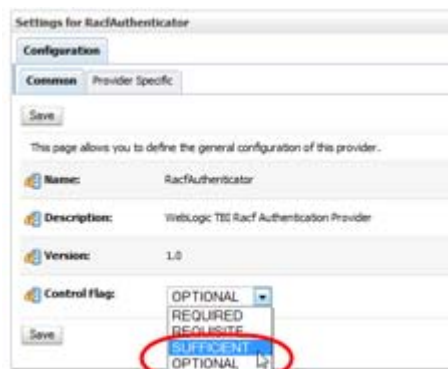 Settings for RacfAuthenticator
Configuration
Common Provider Specific
Save
This page allows you to define the general configuration of this provider.
Name: RacfAuthenticator
Description: WebLogic TBI Racf Authentication Provider
Version: 1.0
Control Flag: OPTIONAL
REQUIRED
REQUISITE
SUFFICIENT
OPTIONAL
Save